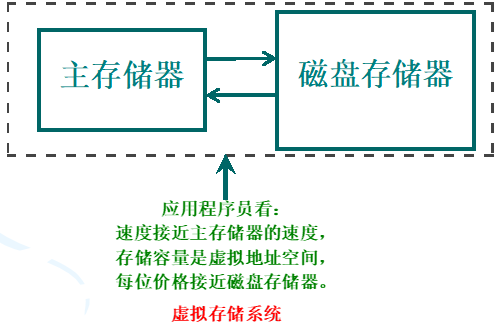 主存储器
磁盘存储器
应用程序员看：
速度接近主存储器的速度，
存储容量是虚拟地址空间，
每位价格接近磁盘存储器。
虚拟存储系统